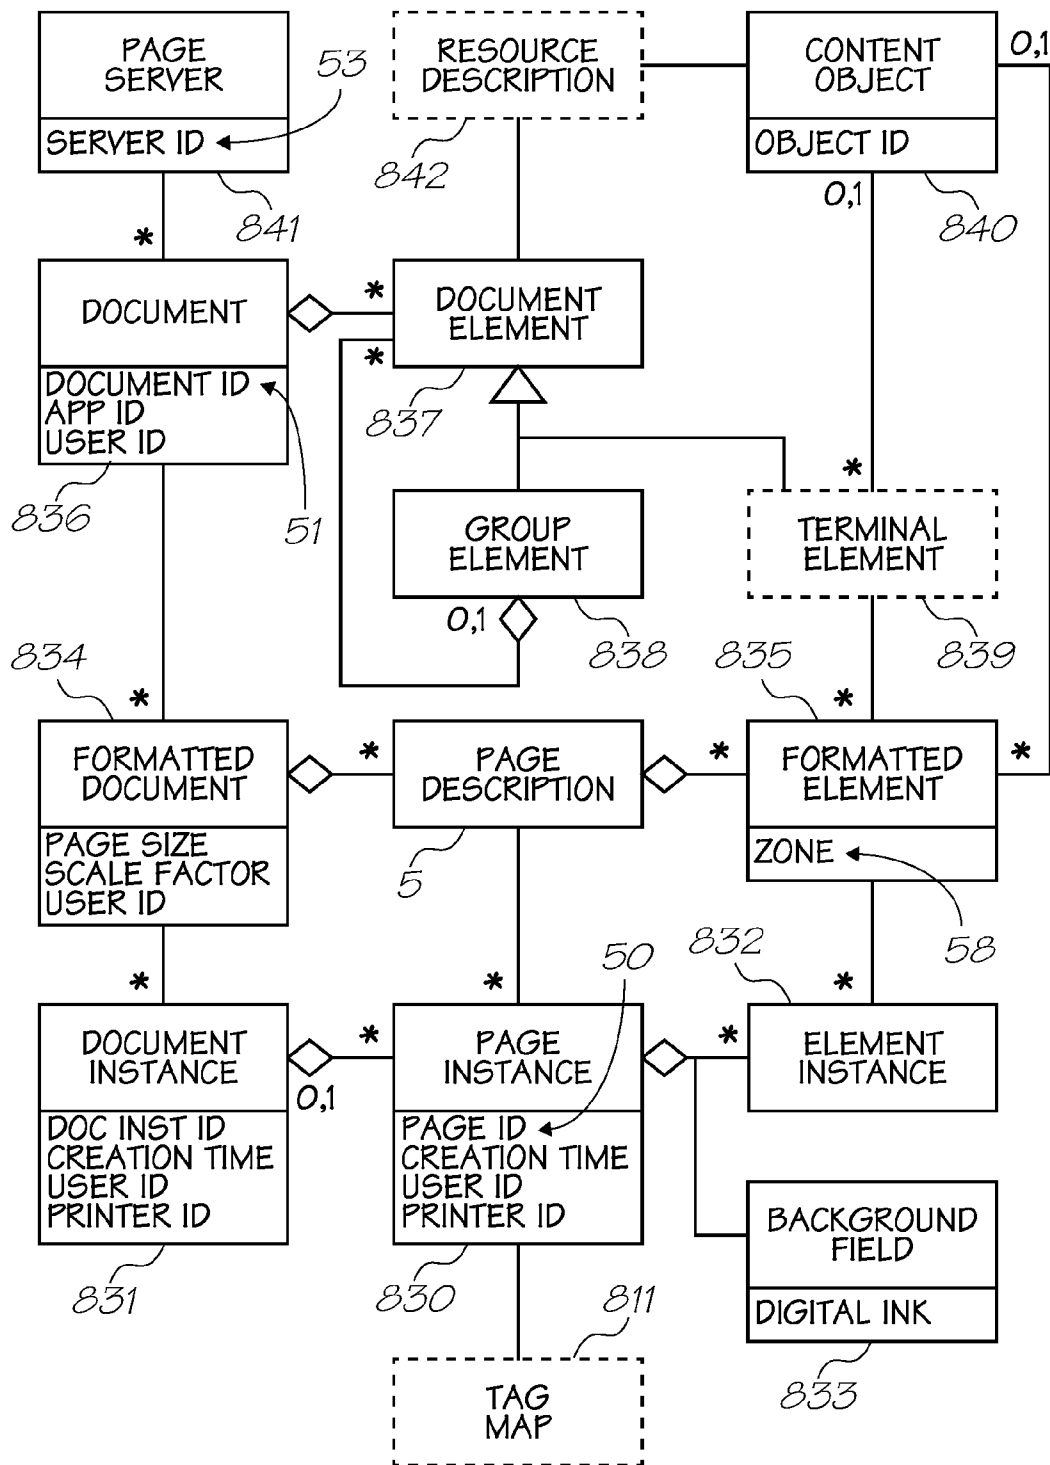 PAGE
SERVER
SERVER ID
53
841
*
RESOURCE
DESCRIPTION
842
CONTENT
OBJECT
OBJECT ID
0,1
0,1
840
DOCUMENT
DOCUMENT ID
APP ID
USER ID
836
51
*
*
DOCUMENT
ELEMENT
837
GROUP
ELEMENT
0,1
838
*
TERMINAL
ELEMENT
839
834
*
FORMATTED
DOCUMENT
PAGE SIZE
SCALE FACTOR
USER ID
*
PAGE
DESCRIPTION
5
835
*
*
*
FORMATTED
ELEMENT
ZONE
58
*
DOCUMENT
INSTANCE
0,1
DOC INST ID
CREATION TIME
USER ID
PRINTER ID
831
*
*
50
PAGE
INSTANCE
PAGE ID
CREATION TIME
USER ID
PRINTER ID
830
832
*
*
ELEMENT
INSTANCE
BACKGROUND
FIELD
DIGITAL INK
833
811
TAG
MAP